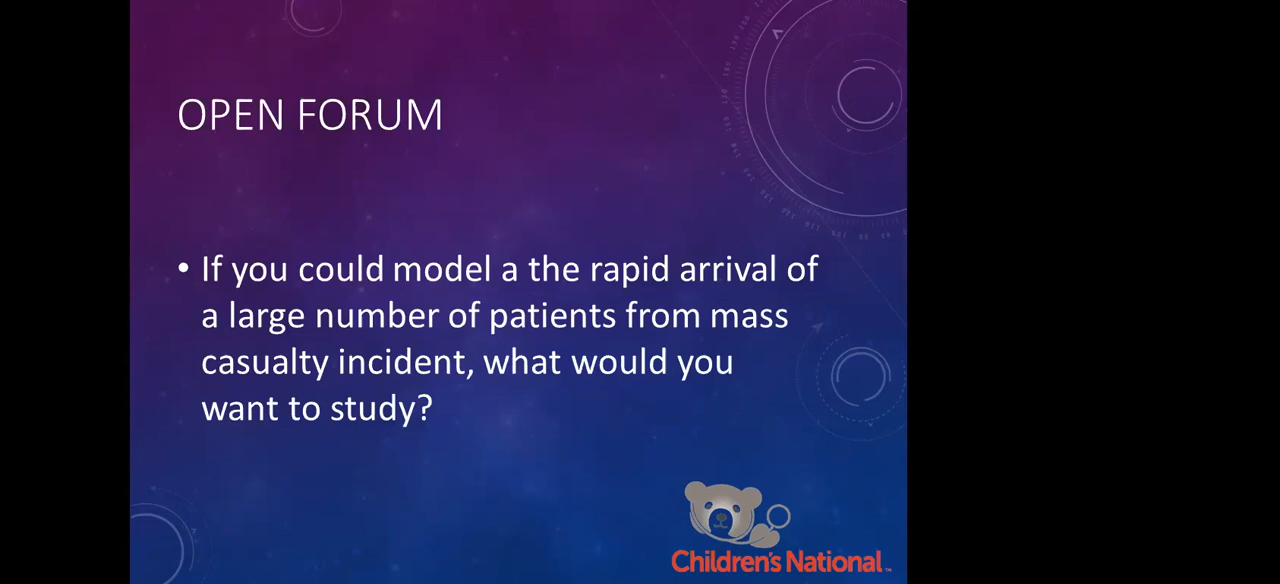 OPEN FORUM
• If you could model a the rapid arrival of
a large number of patients from mass
casualty incident, what would you
want to study?
Children's National™